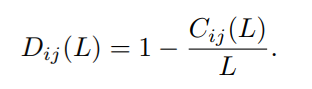 D_{ij}(L) = 1 - \frac{C_{ij}(L)}{L}.